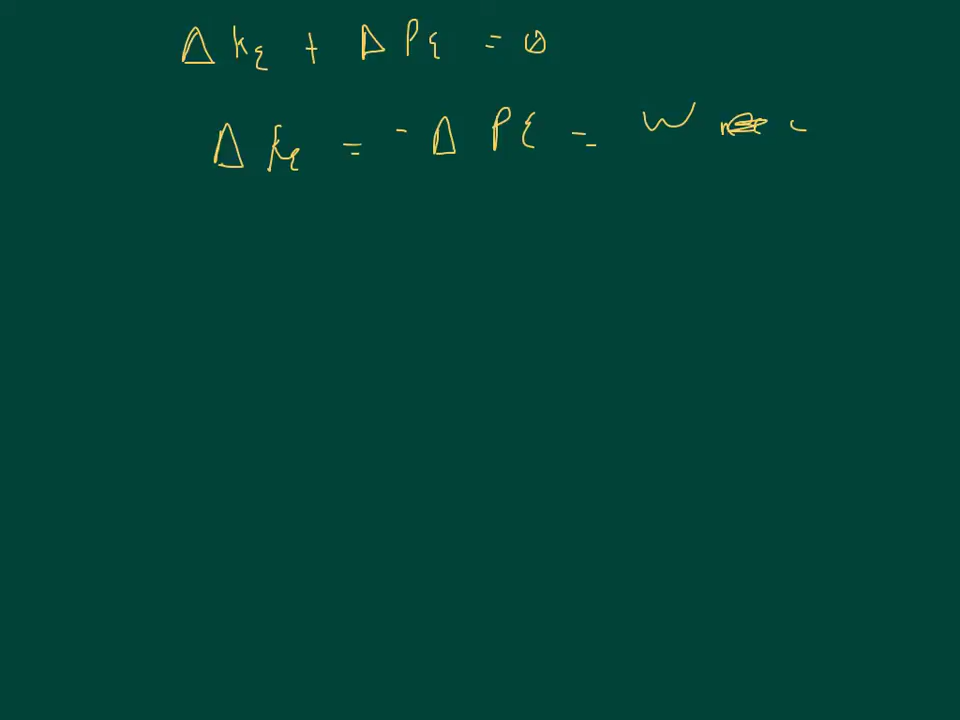 Δ KE + Δ PE = 0
Δ KE = - Δ PE = W c